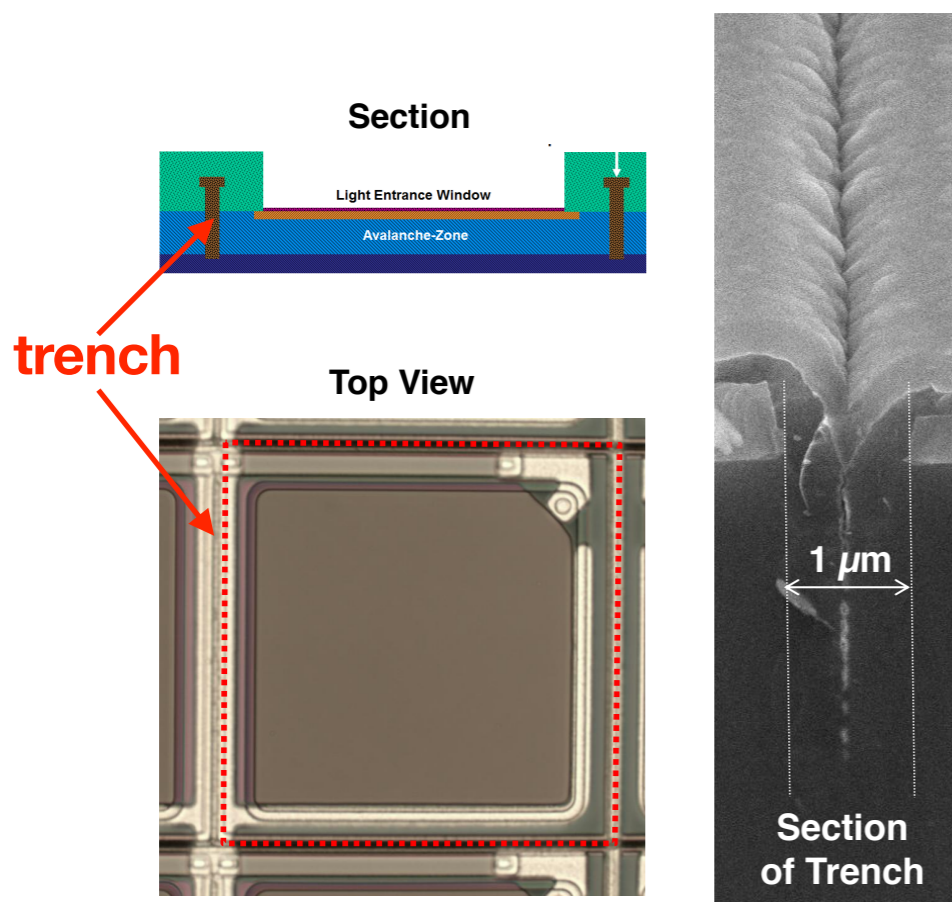 Section
Light Entrance Window
Avalanche-Zone
trench
Top View
1 µm
Section
of Trench